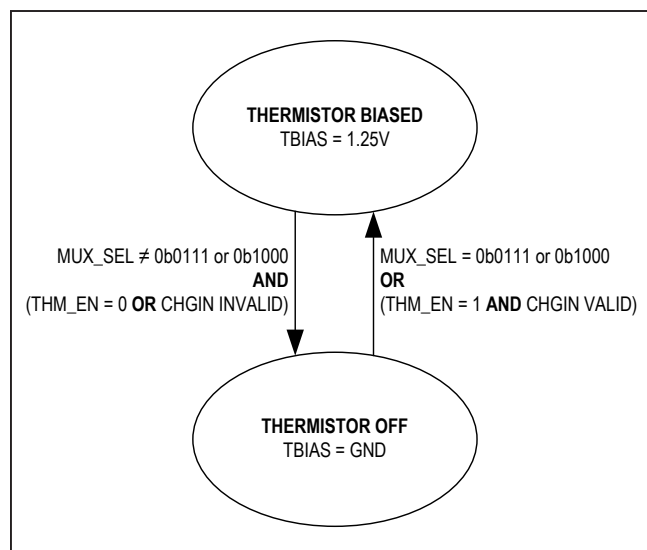 THERMISTOR BIASED
TBIAS = 1.25V
MUX_SEL ≠ 0b0111 or 0b1000
AND
(THM_EN = 0 OR CHGIN INVALID)
MUX_SEL = 0b0111 or 0b1000
OR
(THM_EN = 1 AND CHGIN VALID)
THERMISTOR OFF
TBIAS = GND